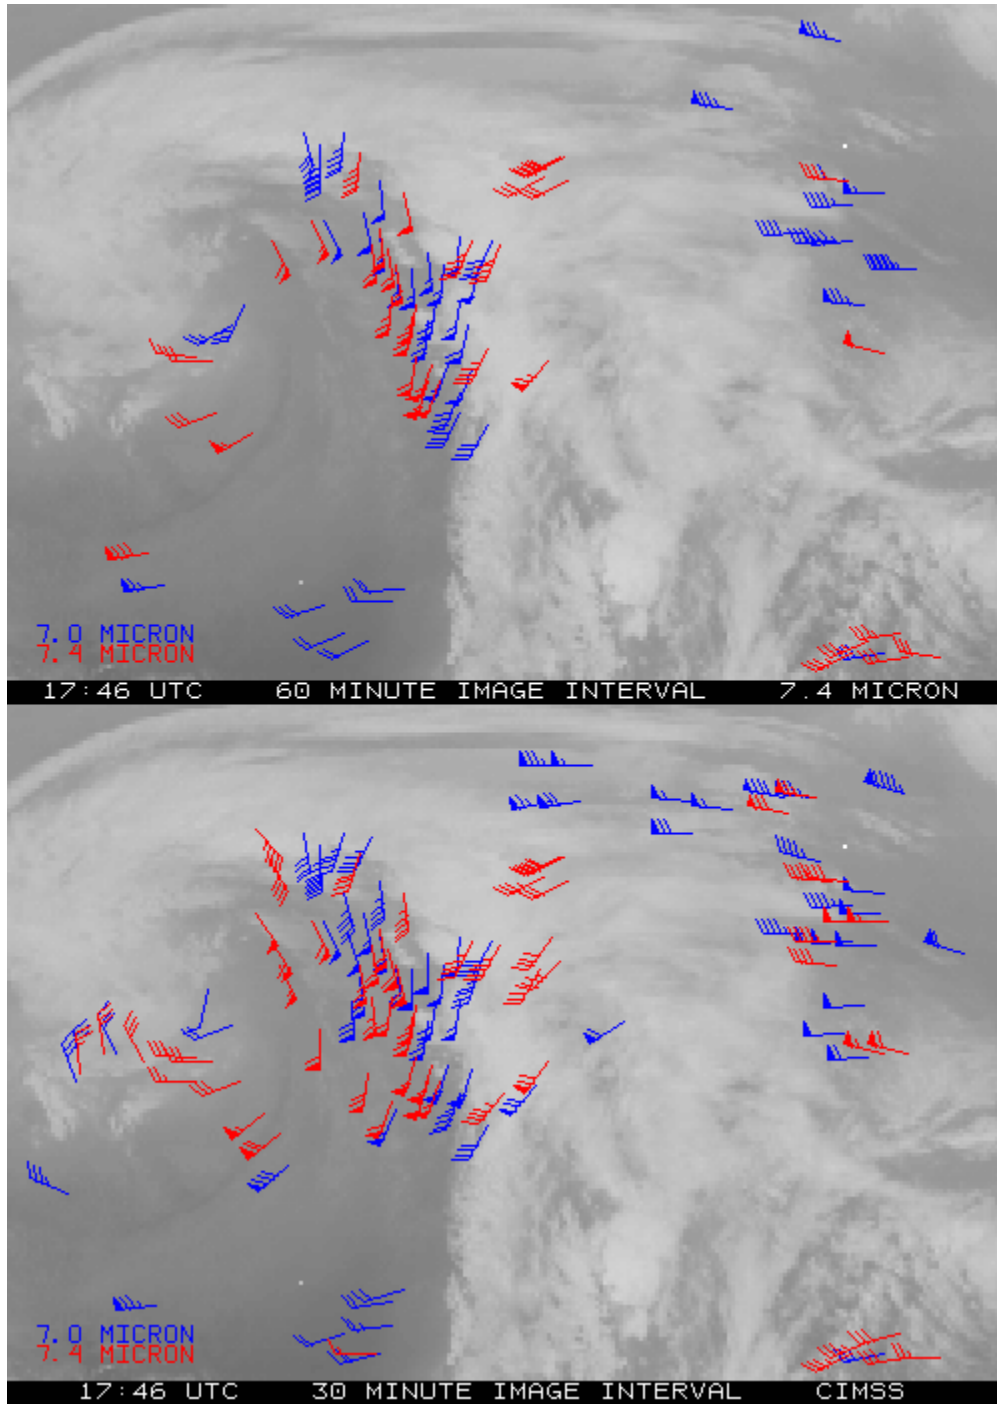 7.0 MICRON
7.4 MICRON
17:46 UTC 60 MINUTE IMAGE INTERVAL 7.4 MICRON
7.0 MICRON
7.4 MICRON
17:46 UTC 30 MINUTE IMAGE INTERVAL CIMSS